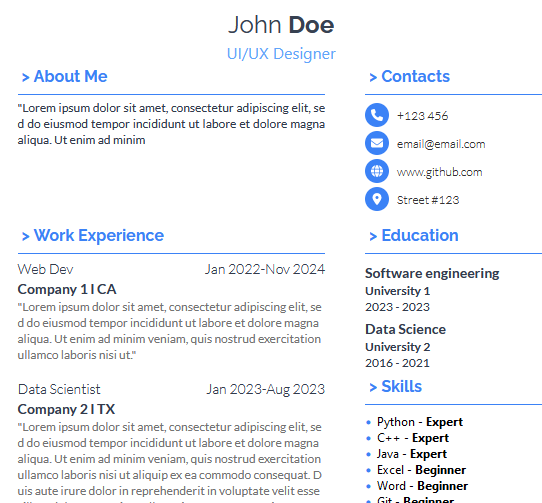 John Doe
UI/UX Designer
> About Me
"Lorem ipsum dolor sit amet, consectetur adipiscing elit, se
d do eiusmod tempor incididunt ut labore et dolore magna
aliqua. Ut enim ad minim
> Contacts
+123 456
email@email.com
www.github.com
Street #123
> Work Experience
Web Dev Jan 2022-Nov 2024
Company 1 I CA
"Lorem ipsum dolor sit amet, consectetur adipiscing elit, se
d do eiusmod tempor incididunt ut labore et dolore magna
aliqua. Ut enim ad minim veniam, quis nostrud exercitation
ullamco laboris nisi ut."
Data Scientist Jan 2023-Aug 2023
Company 2 I TX
"Lorem ipsum dolor sit amet, consectetur adipiscing elit, se
d do eiusmod tempor incididunt ut labore et dolore magna
aliqua. Ut enim ad minim veniam, quis nostrud exercitation
ullamco laboris nisi ut aliquip ex ea commodo consequat. D
uis aute irure dolor in reprehenderit in voluptate velit esse
> Education
Software engineering
University 1
2023 - 2023
Data Science
University 2
2016 - 2021
> Skills
• Python - Expert
• C++ - Expert
• Java - Expert
• Excel - Beginner
• Word - Beginner
• Git - Beginner